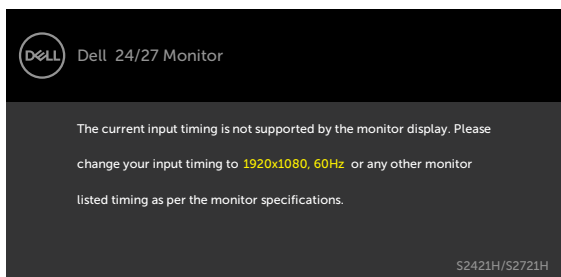 DELL
Dell 24/27 Monitor
The current input timing is not supported by the monitor display. Please
change your input timing to 1920x1080, 60Hz or any other monitor
listed timing as per the monitor specifications.
S2421H/S2721H